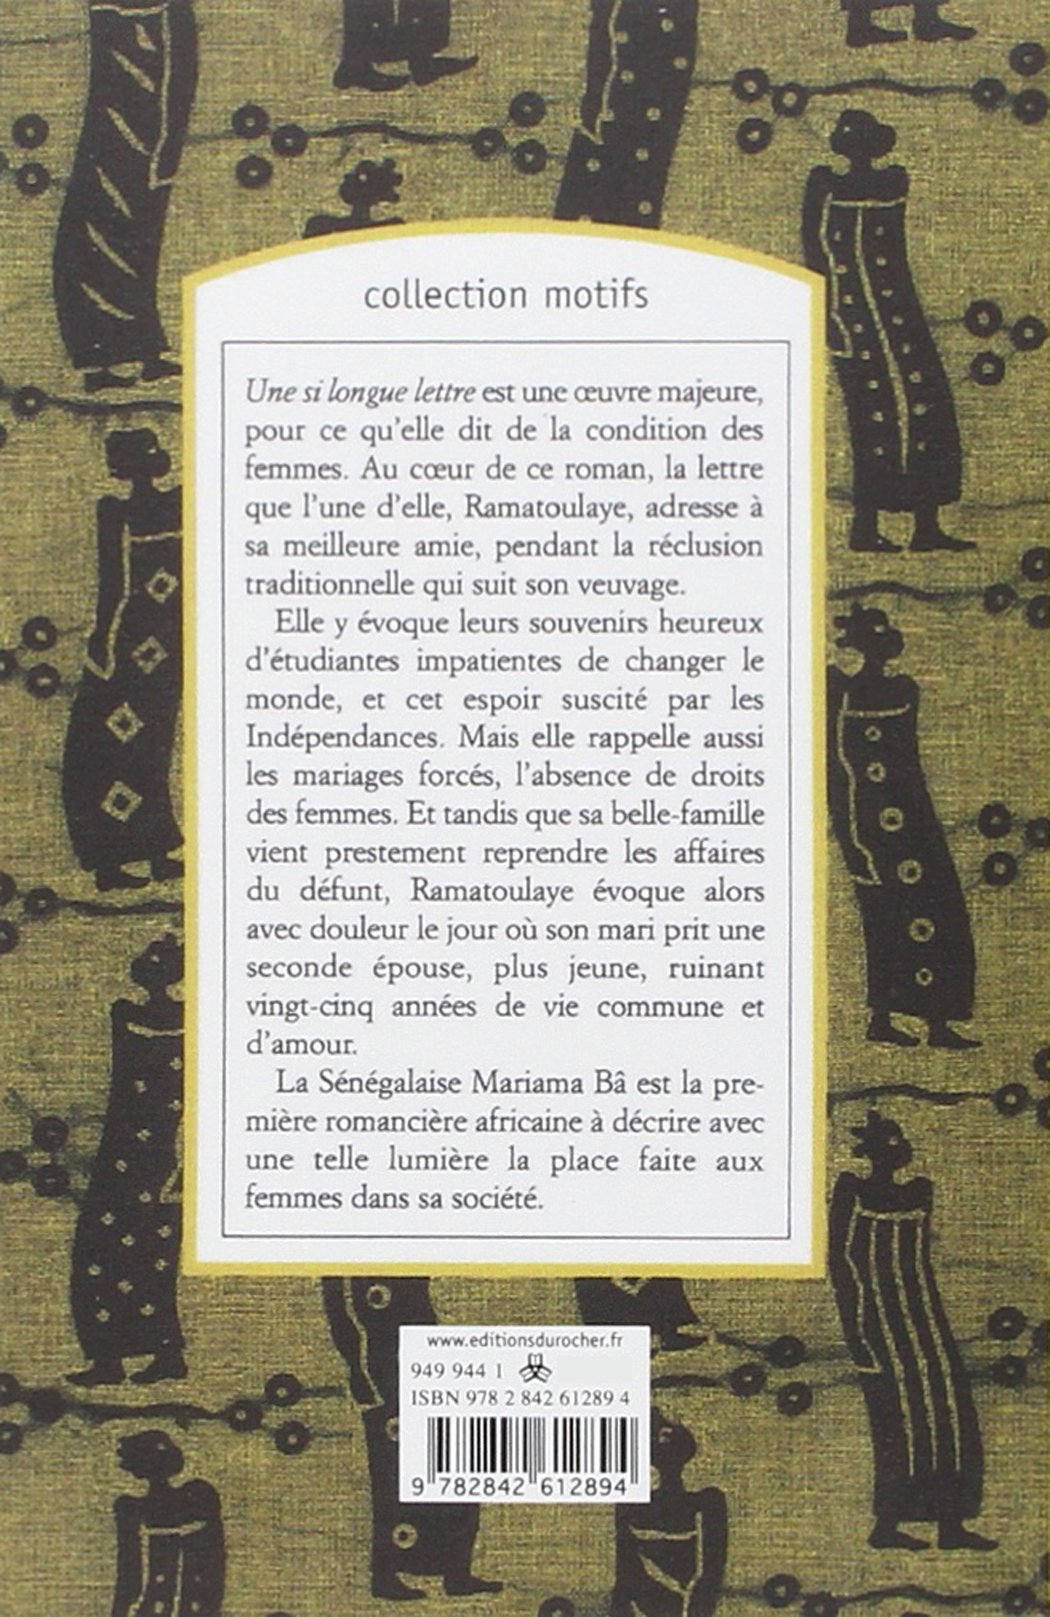 collection motifs
Une si longue lettre est une œuvre majeure,
pour ce qu'elle dit de la condition des
femmes. Au cœur de ce roman, la lettre
que l'une d'elle, Ramatoulaye, adresse à
sa meilleure amie, pendant la réclusion
traditionnelle qui suit son veuvage.
Elle y évoque leurs souvenirs heureux
d'étudiantes impatientes de changer le
monde, et cet espoir suscité par les
Indépendances. Mais elle rappelle aussi
les mariages forcés, l'absence de droits
des femmes. Et tandis que sa belle-famille
vient prestement reprendre les affaires
du défunt, Ramatoulaye évoque alors
avec douleur le jour où son mari prit une
seconde épouse, plus jeune, ruinant
vingt-cinq années de vie commune et
d'amour.
La Sénégalaise Mariama Bâ est la pre-
mière romancière africaine à décrire avec
une telle lumière la place faite aux
femmes dans sa société.
www.editionsdurocher.fr
949 944 1
ISBN 978 2 842 61289 4
9 782842 612894